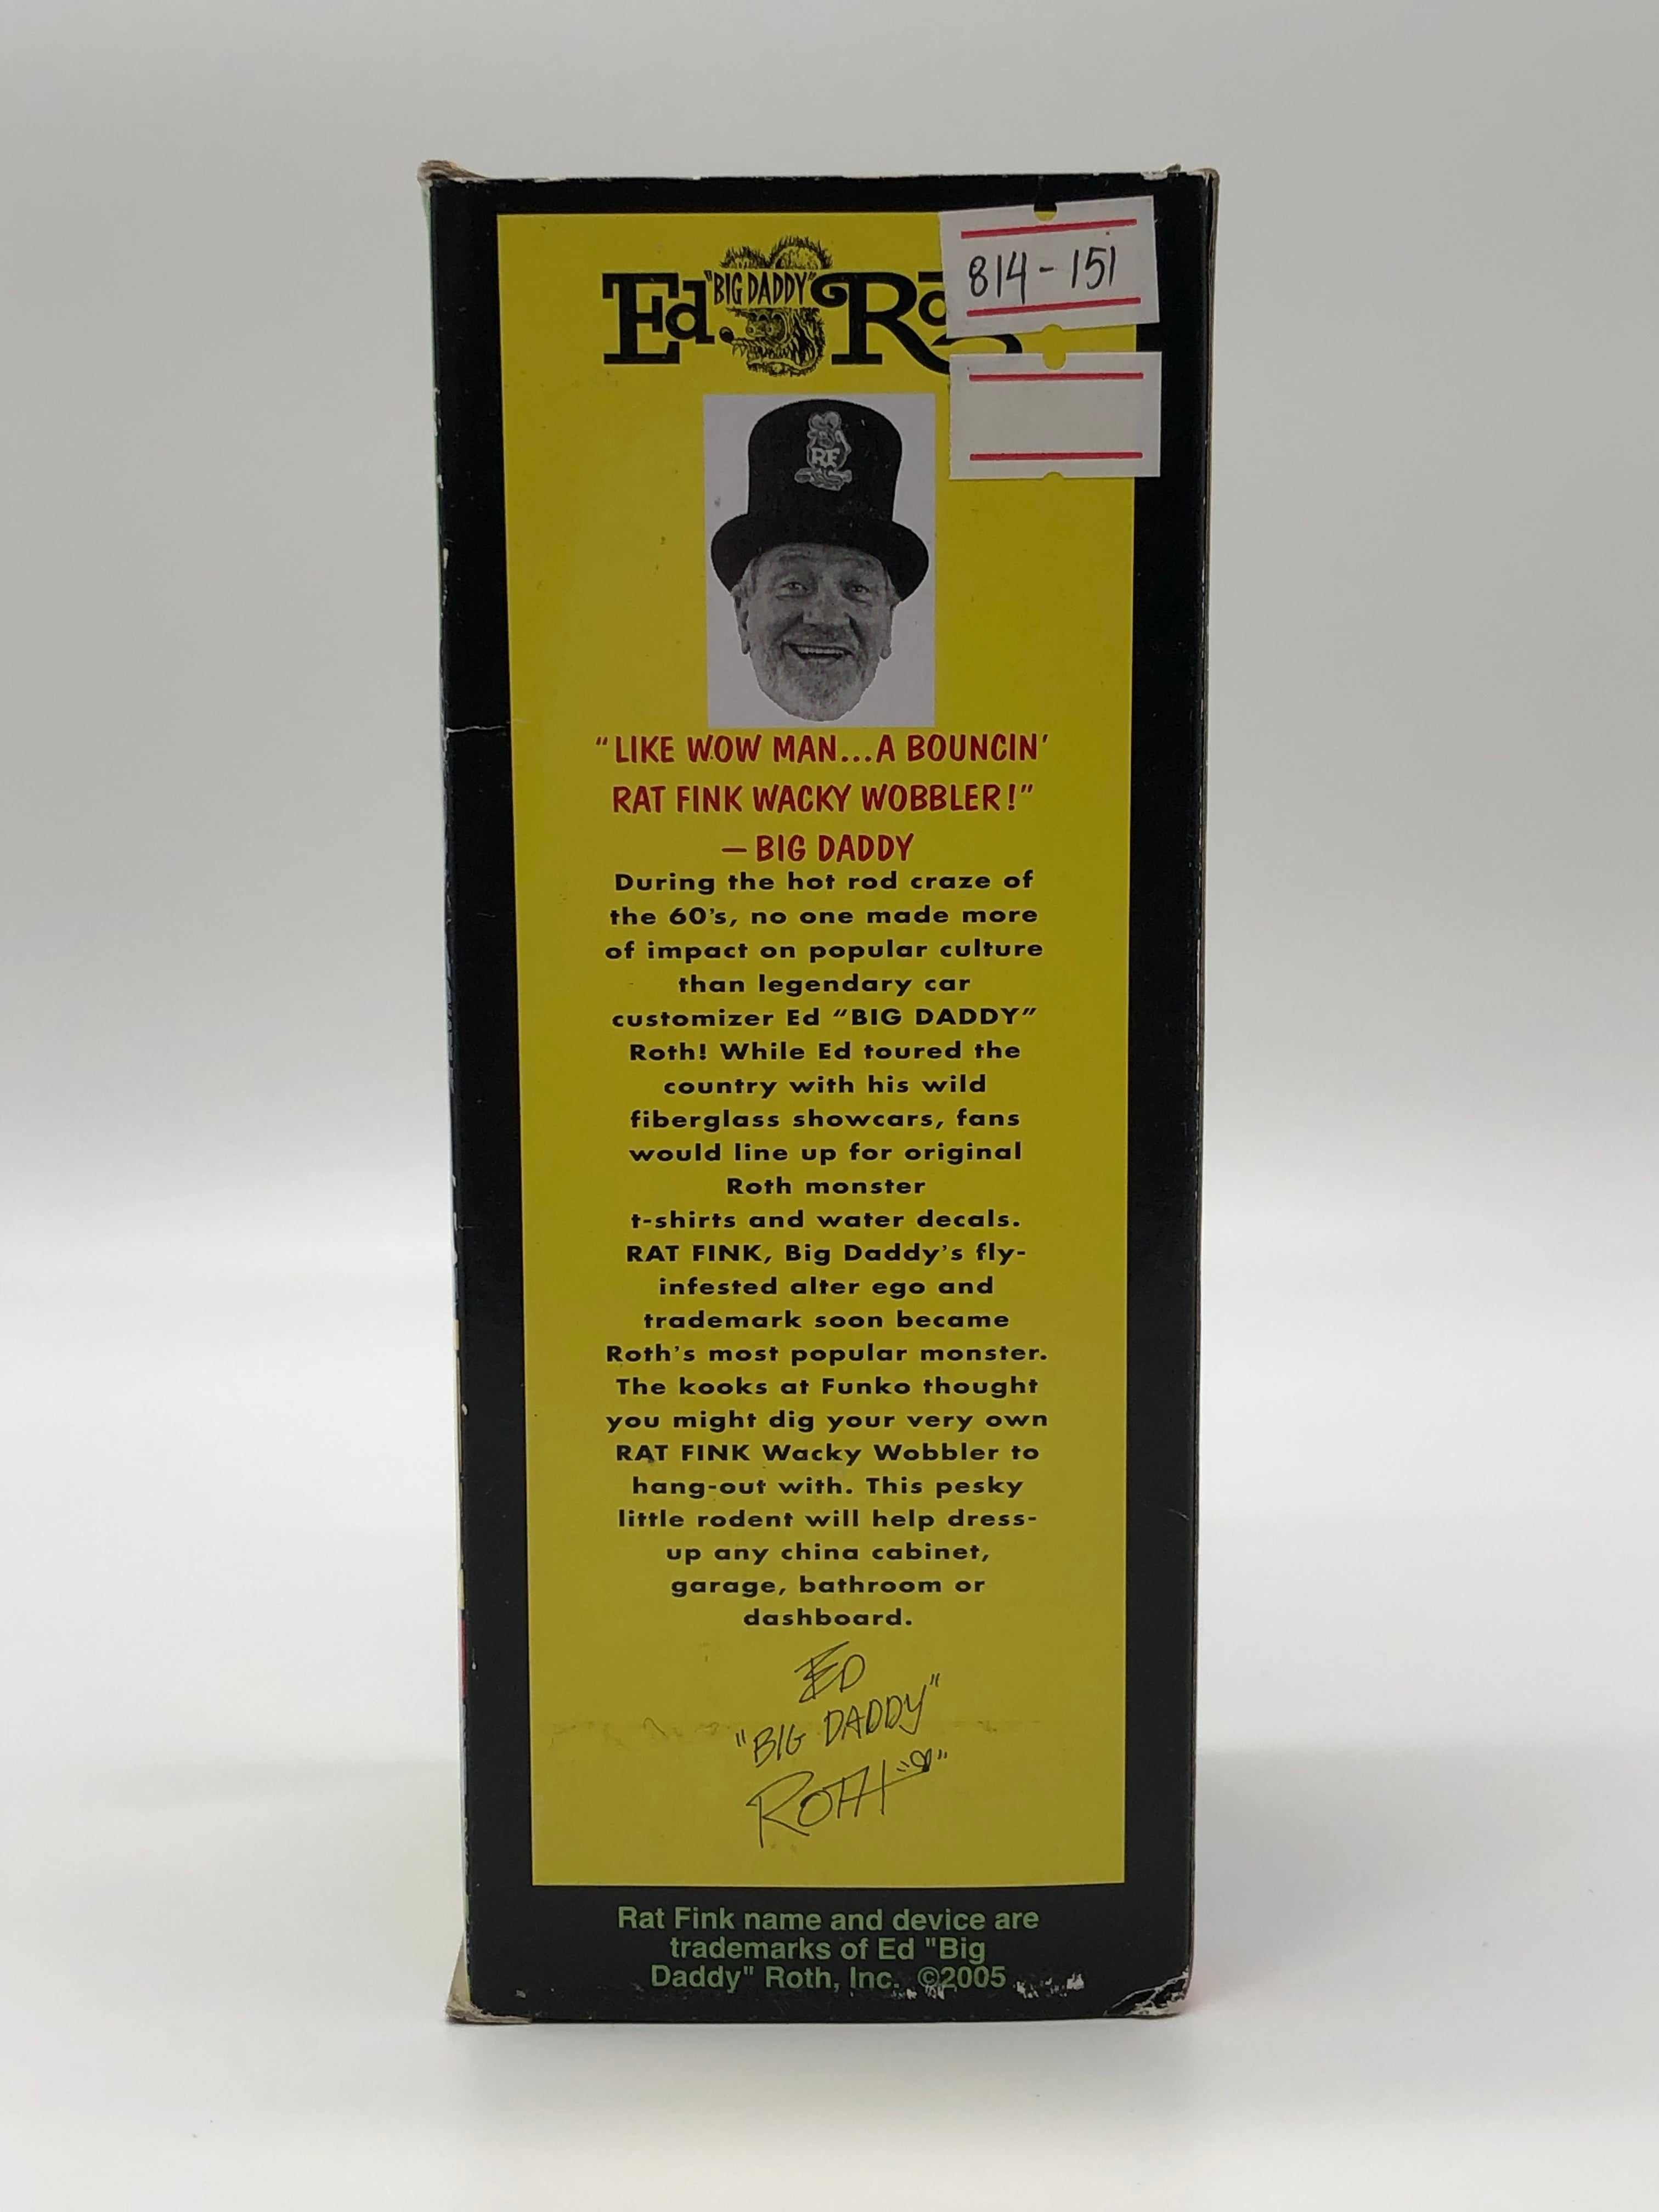 Ed "BIG DADDY"
814-151
RF
"LIKE WOW MAN...A BOUNCIN'
RAT FINK WACKY WOBBLER!"
— BIG DADDY
During the hot rod craze of
the 60's, no one made more
of impact on popular culture
than legendary car
customizer Ed "BIG DADDY"
Roth! While Ed toured the
country with his wild
fiberglass showcars, fans
would line up for original
Roth monster
t-shirts and water decals.
RAT FINK, Big Daddy's fly-
infested alter ego and
trademark soon became
Roth's most popular monster.
The kooks at Funko thought
you might dig your very own
RAT FINK Wacky Wobbler to
hang-out with. This pesky
little rodent will help dress-
up any china cabinet,
garage, bathroom or
dashboard.
ED
"BIG DADDY"
ROTH
Rat Fink name and device are
trademarks of Ed "Big
Daddy" Roth, Inc. ©2005